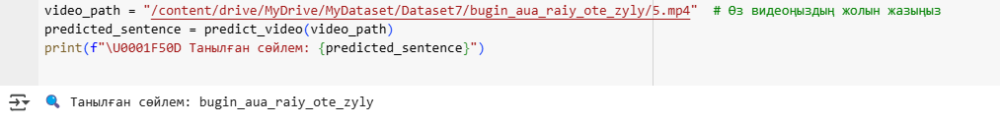 video_path = "/content/drive/MyDrive/MyDataset/Dataset7/bugin_aua_raiy_ote_zyly/5.mp4"  # Өз видеоңыздың жолын жазыңыз
predicted_sentence = predict_video(video_path)
print(f"\U0001F50D Танылған сөйлем: {predicted_sentence}")
🔍 Танылған сөйлем: bugin_aua_raiy_ote_zyly